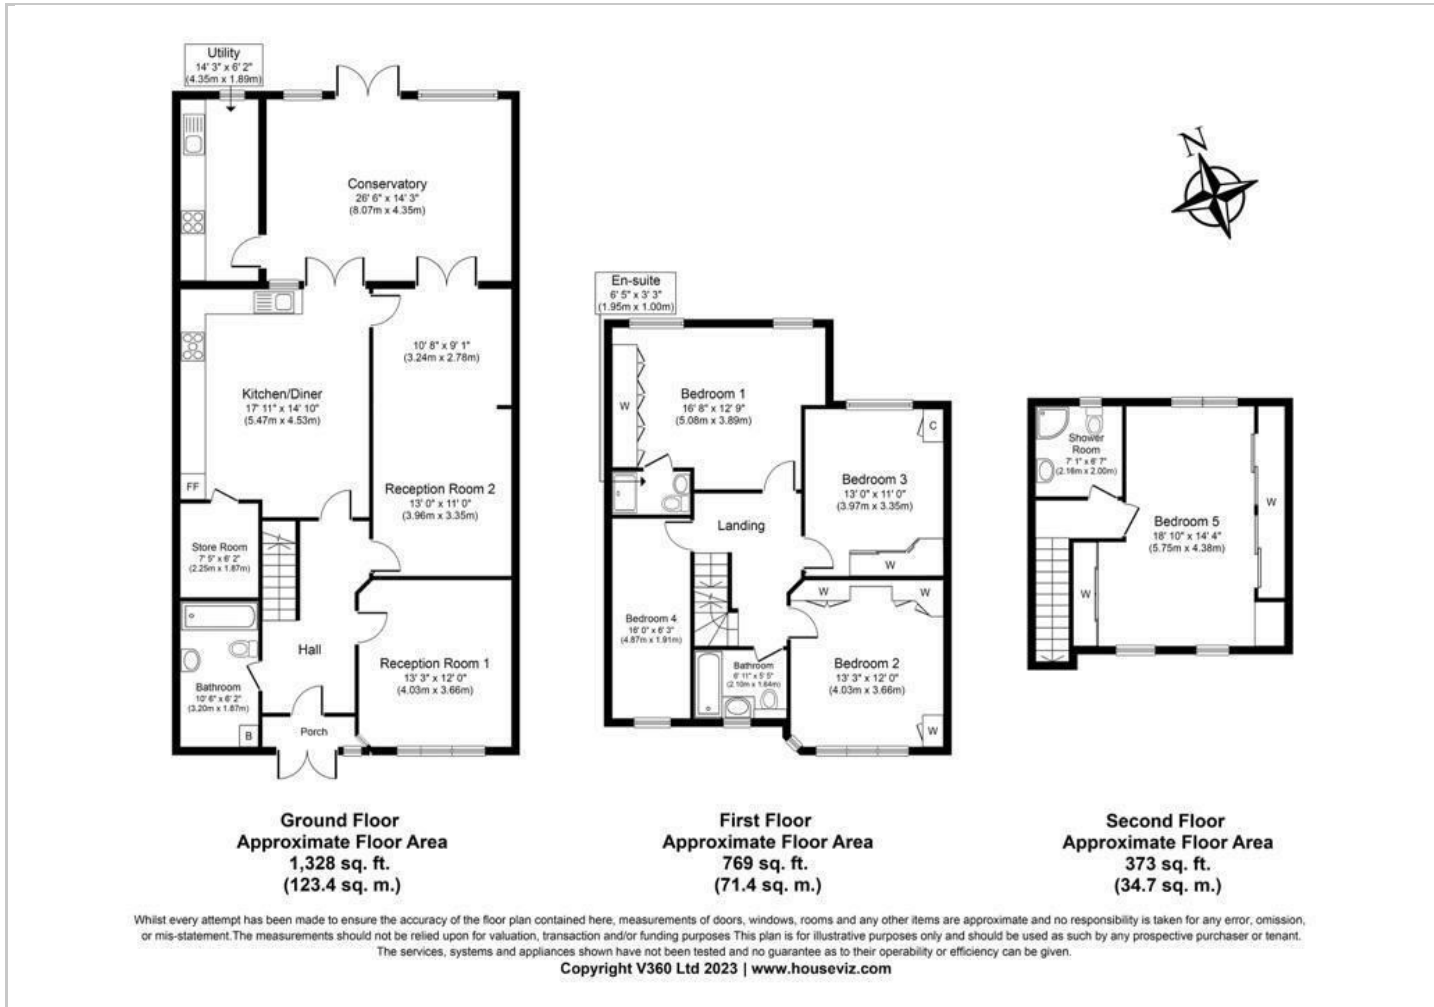 Utility
14' 3" x 6' 2"
(4.35m x 1.89m)
Conservatory
26' 6" x 14' 3"
(8.07m x 4.35m)
10' 8" x 9' 1"
(3.24m x 2.78m)
Kitchen/Diner
17' 11" x 14' 10"
(5.47m x 4.53m)
FF
Reception Room 2
13' 0" x 11' 0"
(3.96m x 3.35m)
Store Room
7' 5" x 6' 2"
(2.25m x 1.87m)
Hall
Reception Room 1
13' 3" x 12' 0"
(4.03m x 3.66m)
Bathroom
10' 6" x 6' 2"
(3.20m x 1.87m)
B
Porch
Ground Floor
Approximate Floor Area
1,328 sq. ft.
(123.4 sq. m.)
En-suite
6' 5" x 3' 3"
(1.95m x 1.00m)
W
Bedroom 1
16' 8" x 12' 9"
(5.08m x 3.89m)
C
Bedroom 3
13' 0" x 11' 0"
(3.97m x 3.35m)
W
Landing
Bedroom 4
16' 0" x 6' 3"
(4.87m x 1.91m)
W
W
Bathroom
6' 11" x 5' 5"
(2.10m x 1.64m)
Bedroom 2
13' 3" x 12' 0"
(4.03m x 3.66m)
W
First Floor
Approximate Floor Area
769 sq. ft.
(71.4 sq. m.)
N
Shower
Room
7' 1" x 6' 7"
(2.16m x 2.00m)
W
Bedroom 5
18' 10" x 14' 4"
(5.75m x 4.38m)
W
Second Floor
Approximate Floor Area
373 sq. ft.
(34.7 sq. m.)
Whilst every attempt has been made to ensure the accuracy of the floor plan contained here, measurements of doors, windows, rooms and any other items are approximate and no responsibility is taken for any error, omission,
or mis-statement.The measurements should not be relied upon for valuation, transaction and/or funding purposes This plan is for illustrative purposes only and should be used as such by any prospective purchaser or tenant.
The services, systems and appliances shown have not been tested and no guarantee as to their operability or efficiency can be given.
Copyright V360 Ltd 2023 | www.houseviz.com